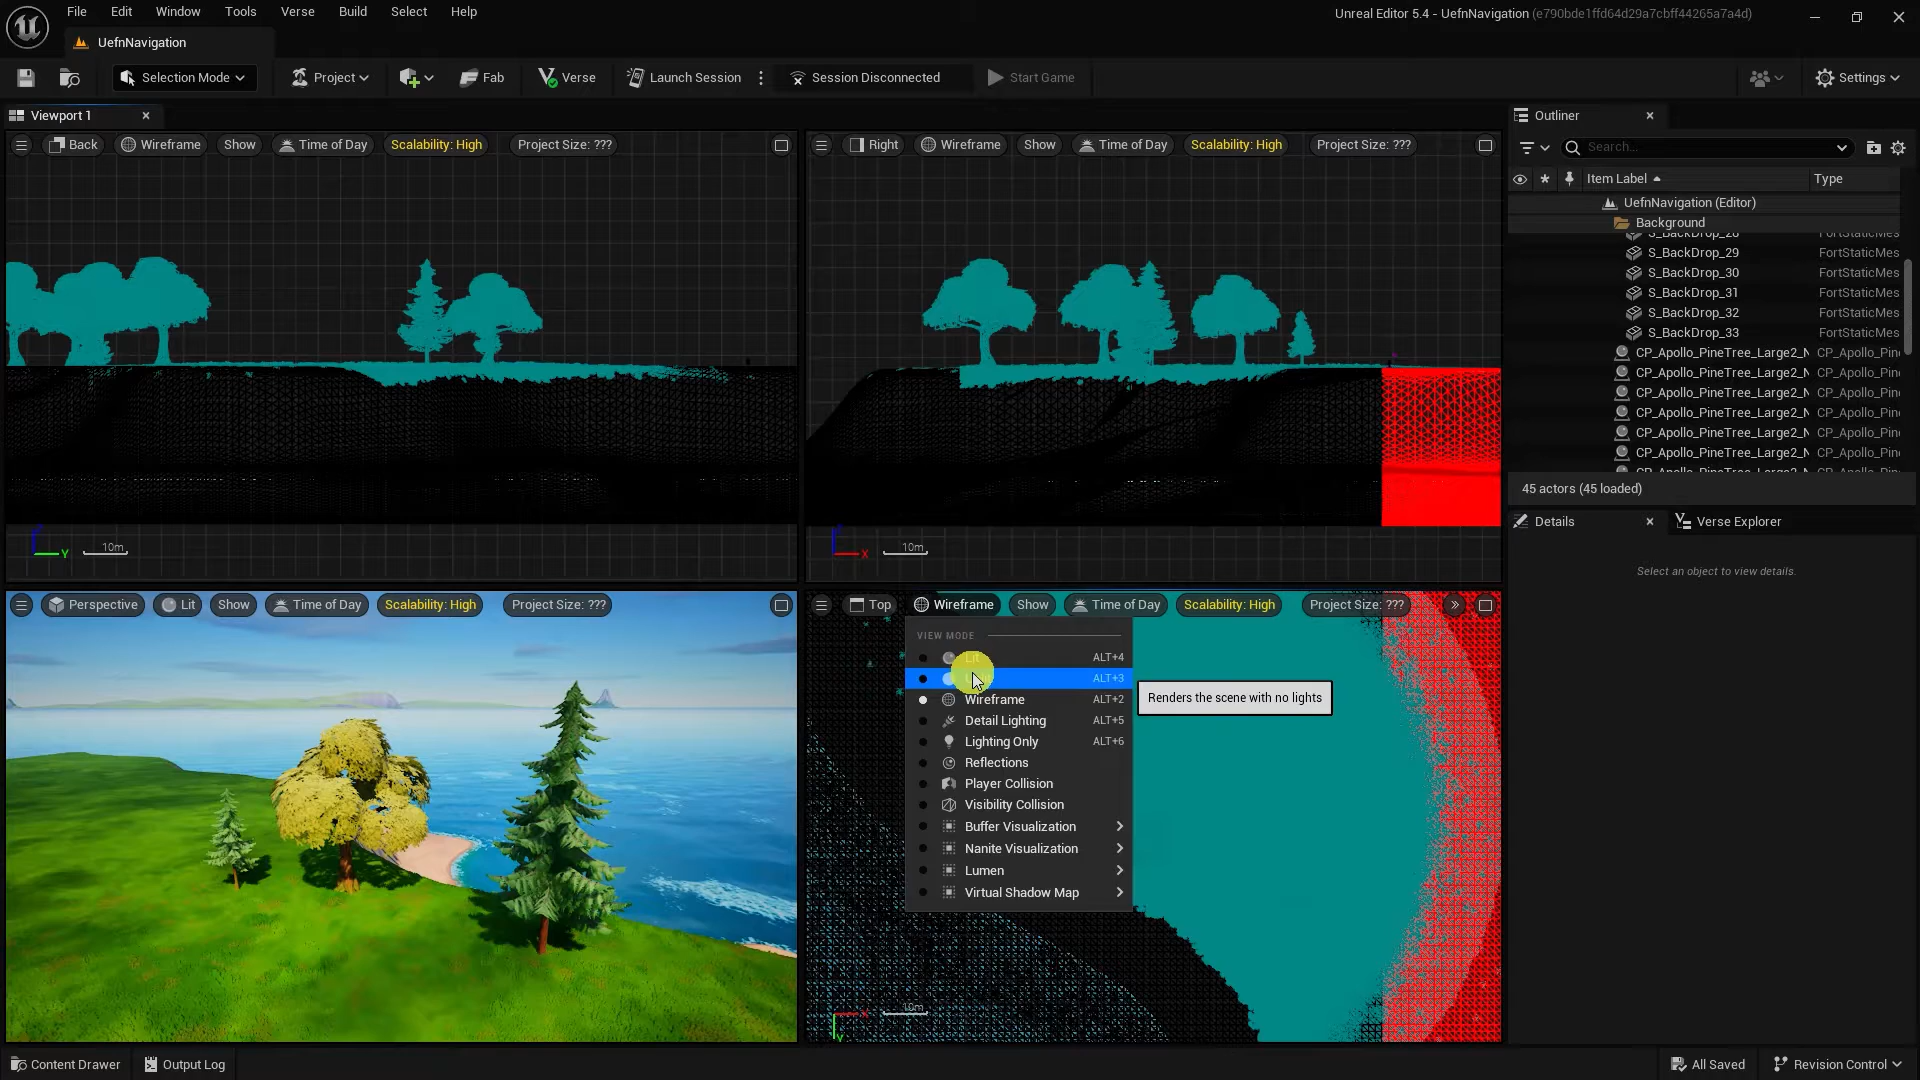 File Edit Window Tools Verse Build Select Help
Unreal Editor 5.4 - UefnNavigation (e790bde1ffd64d29a7cbff44265a7a4d)
UefnNavigation
Selection Mode Project Fab Verse Launch Session Session Disconnected Start Game Settings
Viewport 1
Back Wireframe Show Time of Day Scalability: High Project Size: ???
Y 10m
Right Wireframe Show Time of Day Scalability: High Project Size: ???
X 10m
Perspective Lit Show Time of Day Scalability: High Project Size: ???
Top Wireframe Show Time of Day Scalability: High Project Size: ???
VIEW MODE
Lit ALT+4
ALT+3
Renders the scene with no lights
Wireframe ALT+2
Detail Lighting ALT+5
Lighting Only ALT+6
Reflections
Player Collision
Visibility Collision
Buffer Visualization
Nanite Visualization
Lumen
Virtual Shadow Map
X 10m
Y
Outliner
Search...
Item Label Type
UefnNavigation (Editor)
Background
S_BackDrop_28 FortStaticMes
S_BackDrop_29 FortStaticMes
S_BackDrop_30 FortStaticMes
S_BackDrop_31 FortStaticMes
S_BackDrop_32 FortStaticMes
S_BackDrop_33 FortStaticMes
CP_Apollo_PineTree_Large2_N CP_Apollo_Pin
CP_Apollo_PineTree_Large2_N CP_Apollo_Pin
CP_Apollo_PineTree_Large2_N CP_Apollo_Pin
CP_Apollo_PineTree_Large2_N CP_Apollo_Pin
CP_Apollo_PineTree_Large2_N CP_Apollo_Pin
CP_Apollo_PineTree_Large2_N CP_Apollo_Pin
CP_Apollo_PineTree_Large2_N CP_Apollo_Pin
45 actors (45 loaded)
Details Verse Explorer
Select an object to view details.
Content Drawer Output Log All Saved Revision Control